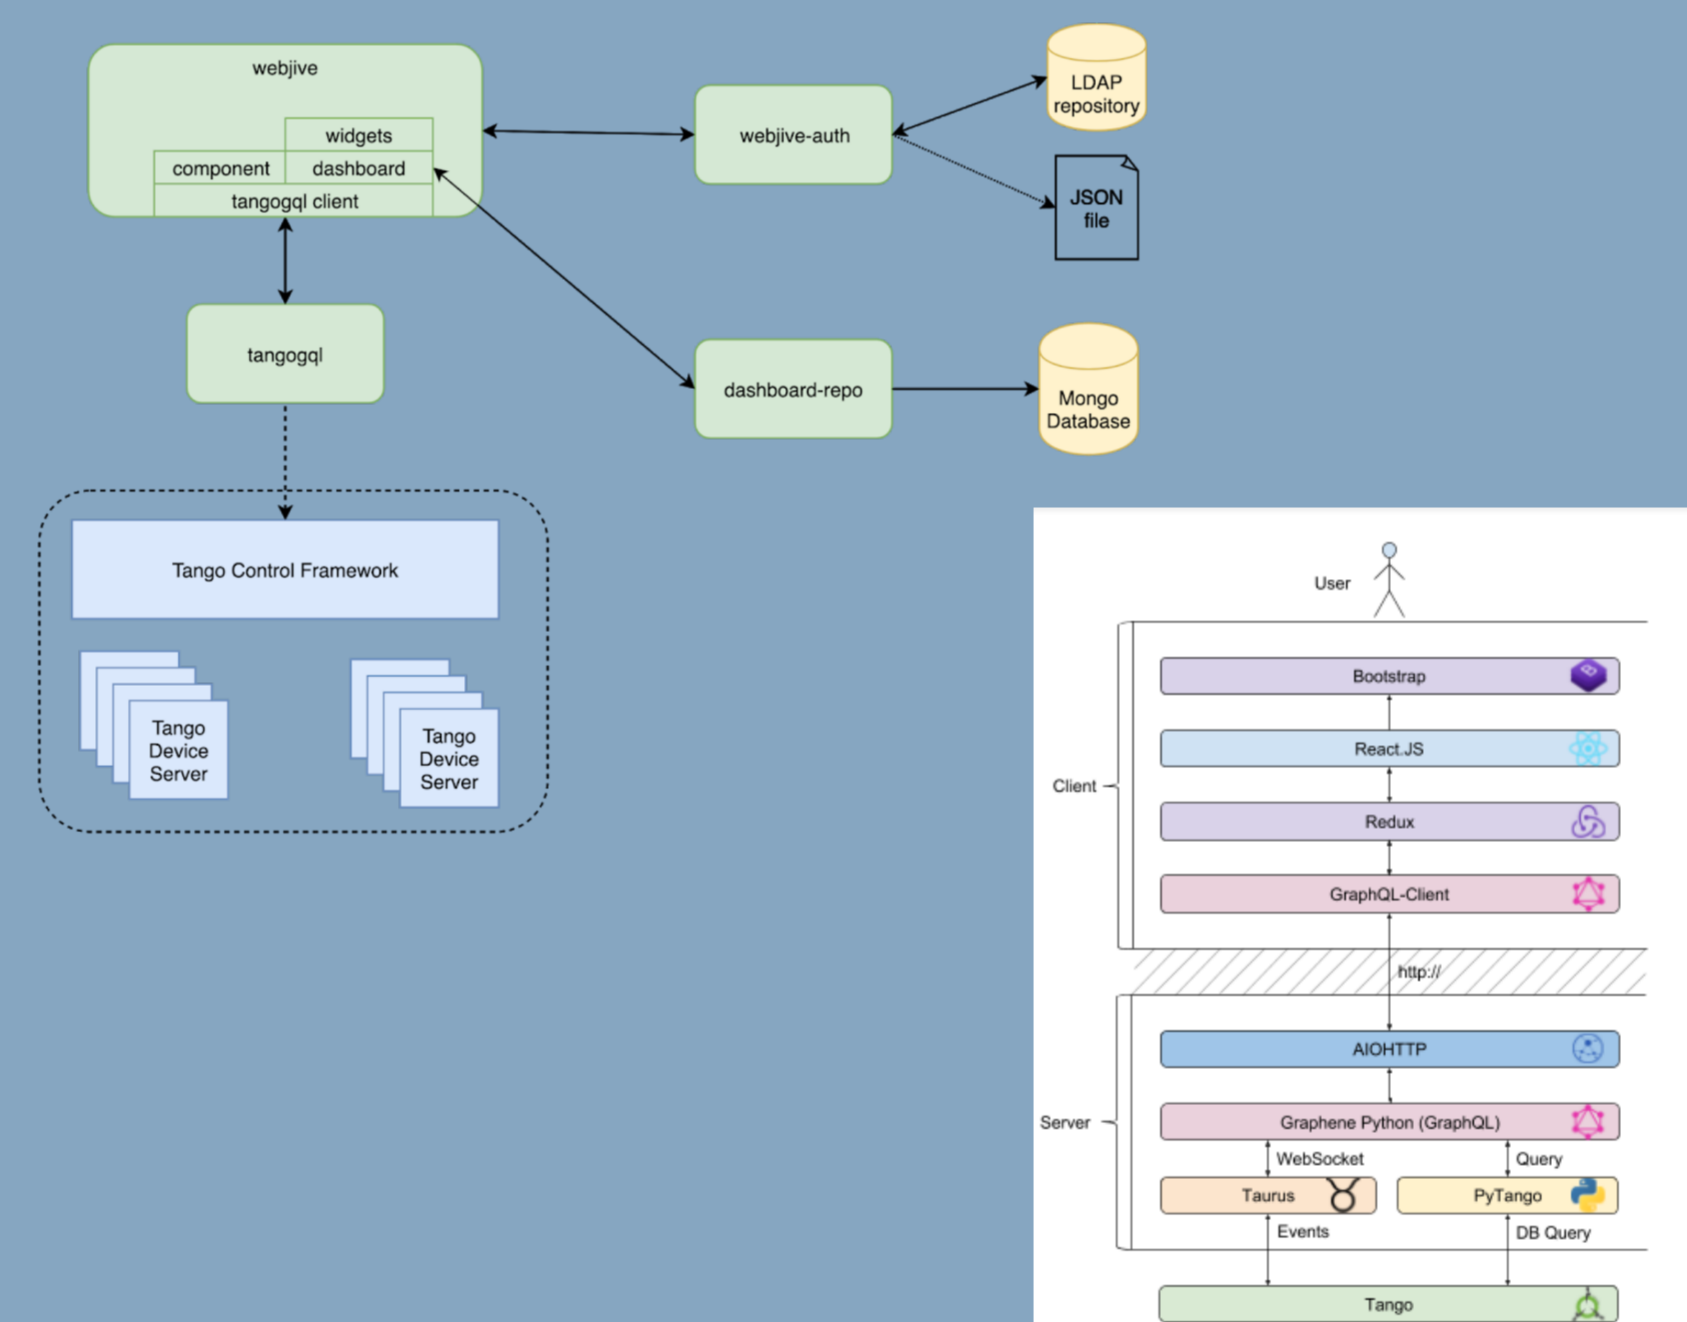 webjive
widgets
component
dashboard
tangogql client
webjive-auth
LDAP
repository
JSON
file
tangogql
dashboard-repo
Mongo
Database
Tango Control Framework
Tango
Device
Server
Tango
Device
Server
User
Client
Bootstrap
React.JS
Redux
GraphQL-Client
http://
Server
AIOHTTP
Graphene Python (GraphQL)
WebSocket
Query
Taurus
PyTango
Events
DB Query
Tango